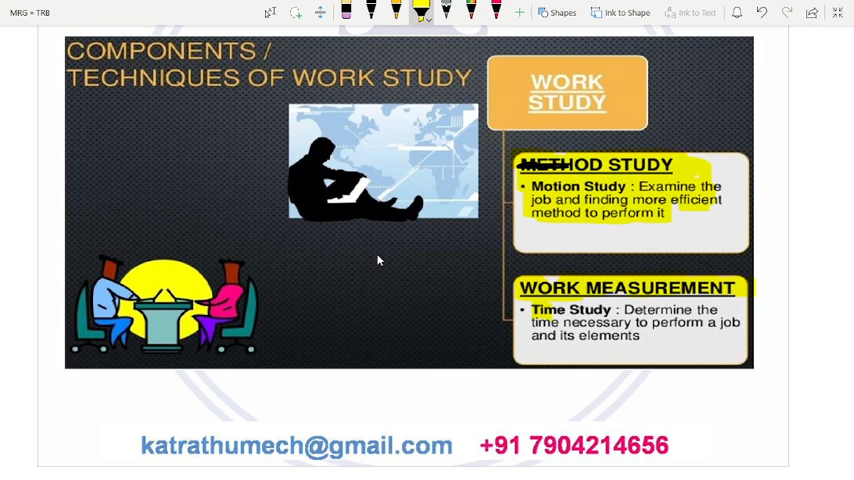 MRG = TRB
Shapes
Ink to Shape
Ink to Text
COMPONENTS /
TECHNIQUES OF WORK STUDY
WORK
STUDY
METHOD STUDY
• Motion Study : Examine the
job and finding more efficient
method to perform it
WORK MEASUREMENT
• Time Study : Determine the
time necessary to perform a job
and its elements
katrathumech@gmail.com +91 7904214656